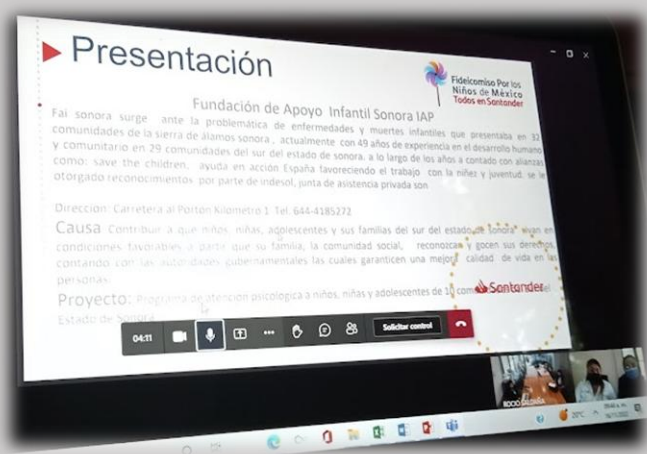 Presentación
Fideicomiso Por los
Niños de México
Todos en Santander
Fundación de Apoyo Infantil Sonora IAP
Fai sonora surge ante la problemática de enfermedades y muertes infantiles que presentaba en 32
comunidades de la sierra de álamos sonora , actualmente con 49 años de experiencia en el desarrollo humano
y comunitario en 29 comunidades del sur del estado de sonora, a lo largo de los años a contado con alianzas
como: save the children, ayuda en acción España favoreciendo el trabajo con la niñez y juventud, se le
otorgado reconocimientos por parte de indesol, junta de asistencia privada son
Dirección: Carretera al Portón Kilometro 1 Tel. 644-4185272
Causa Contribuir a que niños, niñas, adolescentes y sus familias del sur del estado de sonora vivan en
condiciones favorables a parte que su familia, la comunidad social, reconozcan y gocen sus derechos,
contando con las autoridades gubernamentales las cuales garanticen una mejora calidad de vida en las
personas.
Santander
Proyecto: Programa de atención psicológica a niños, niñas y adolescentes de 10 com
Estado de Sonora
04:11
Solicitar control
ROCIO SALDAÑA
20°C